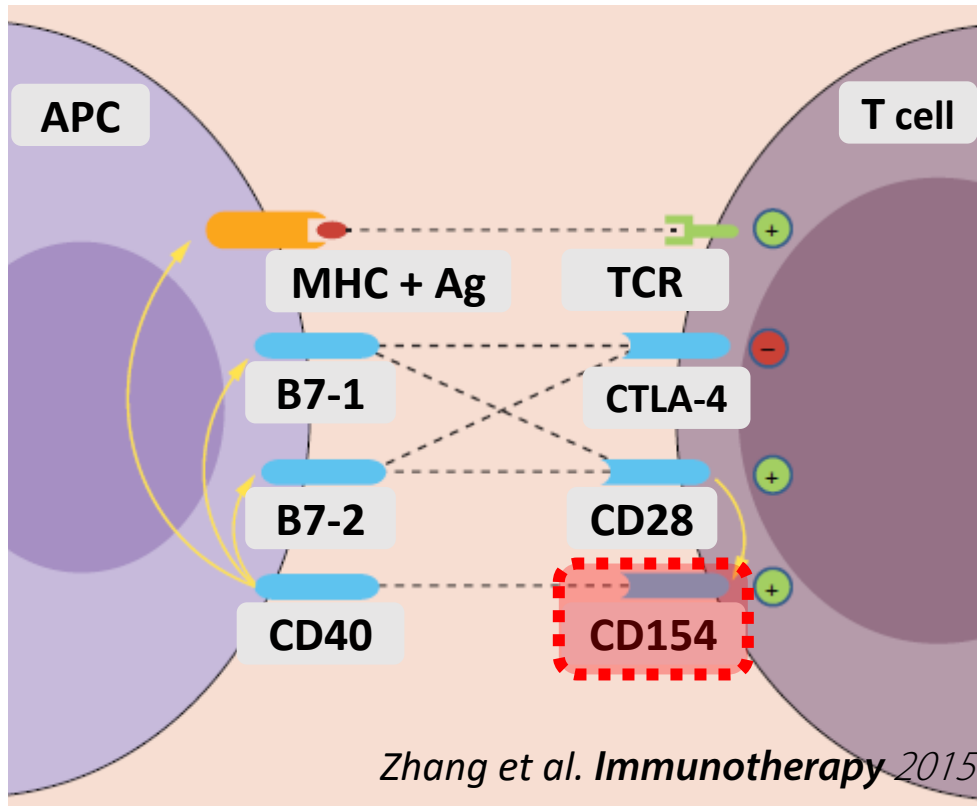 APC
T cell
MHC + Ag
TCR
+
B7-1
CTLA-4
−
B7-2
CD28
+
CD40
CD154
+
Zhang et al. Immunotherapy 2015